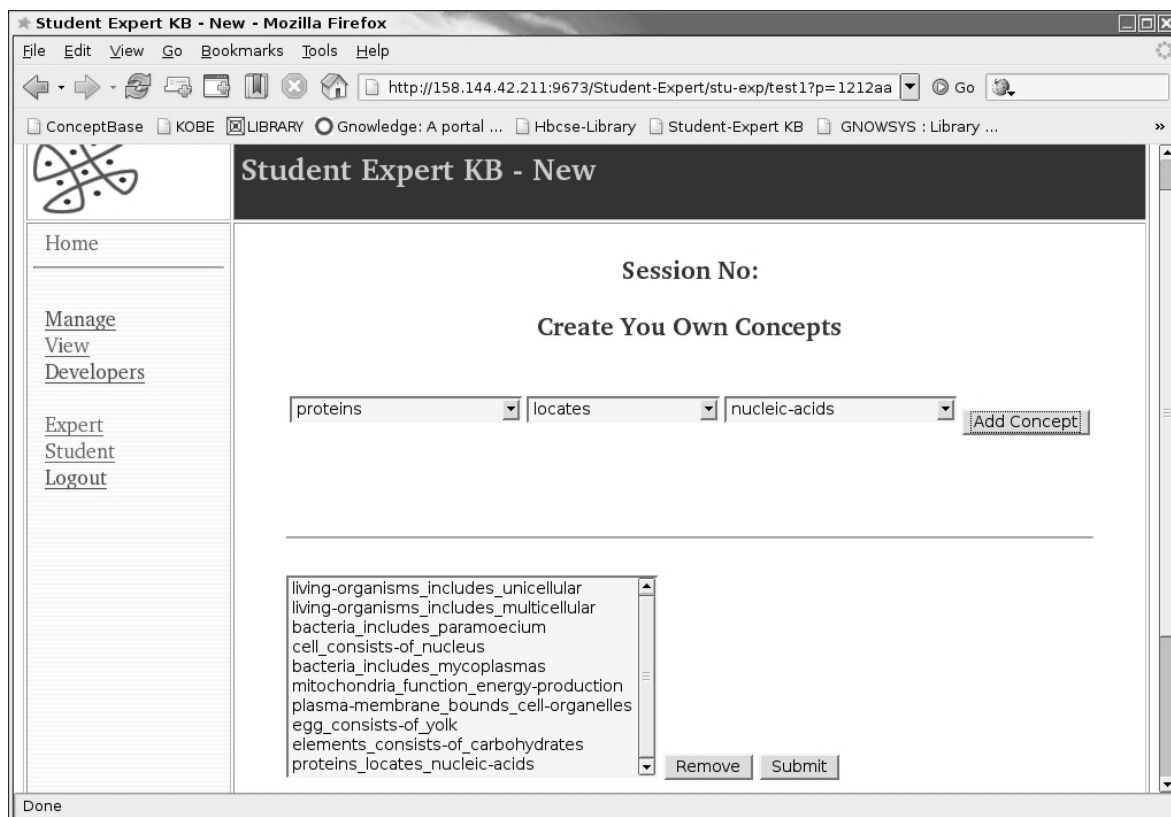 Student Expert KB - New - Mozilla Firefox
File Edit View Go Bookmarks Tools Help
http://158.144.42.211:9673/Student-Expert/stu-exp/test1?p=1212aa Go
ConceptBase KOBE LIBRARY Gnowledge: A portal ... Hbcse-Library Student-Expert KB GNOWSYS : Library ... »
Student Expert KB - New
Home
Manage
View
Developers
Expert
Student
Logout
Session No:
Create You Own Concepts
proteins locates nucleic-acids Add Concept
living-organisms_includes_unicellular
living-organisms_includes_multicellular
bacteria_includes_paramoecium
cell_consists-of_nucleus
bacteria_includes_mycoplasmas
mitochondria_function_energy-production
plasma-membrane_bounds_cell-organelles
egg_consists-of_yolk
elements_consists-of_carbohydrates
proteins_locates_nucleic-acids
Remove Submit
Done